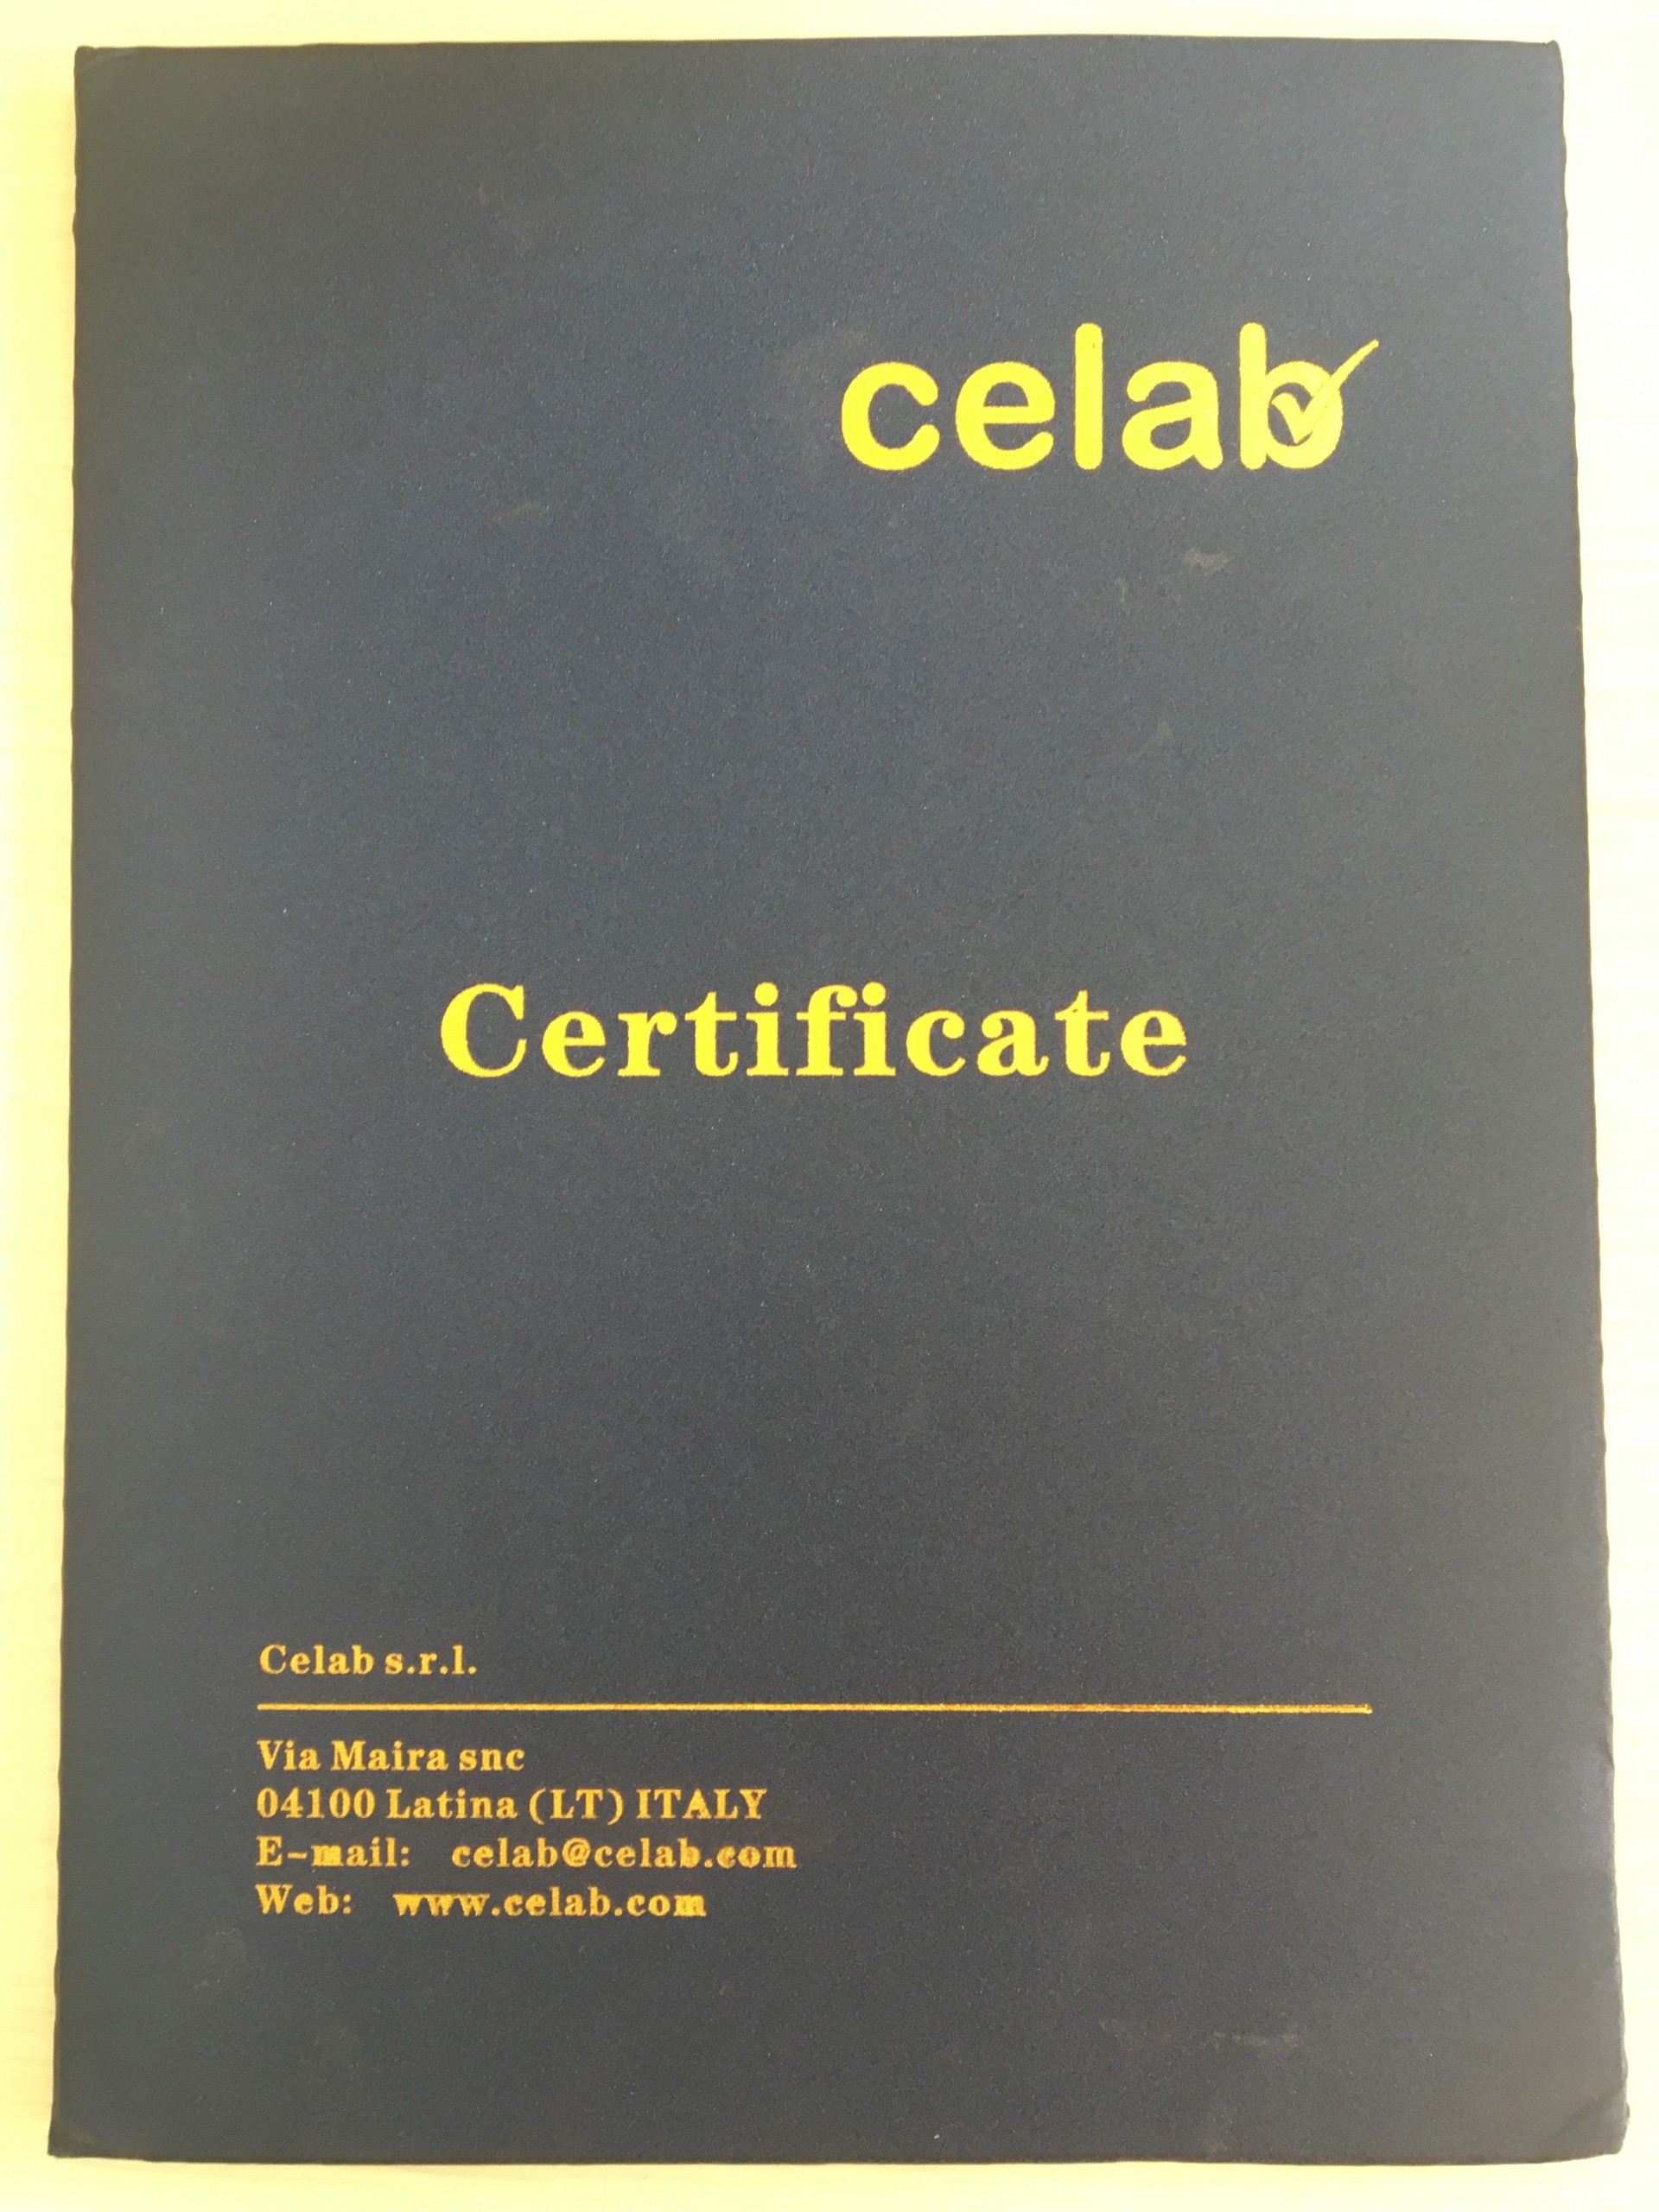 celab
Certificate
Celab s.r.l.
Via Maira snc
04100 Latina (LT) ITALY
E-mail: celab@celab.com
Web: www.celab.com